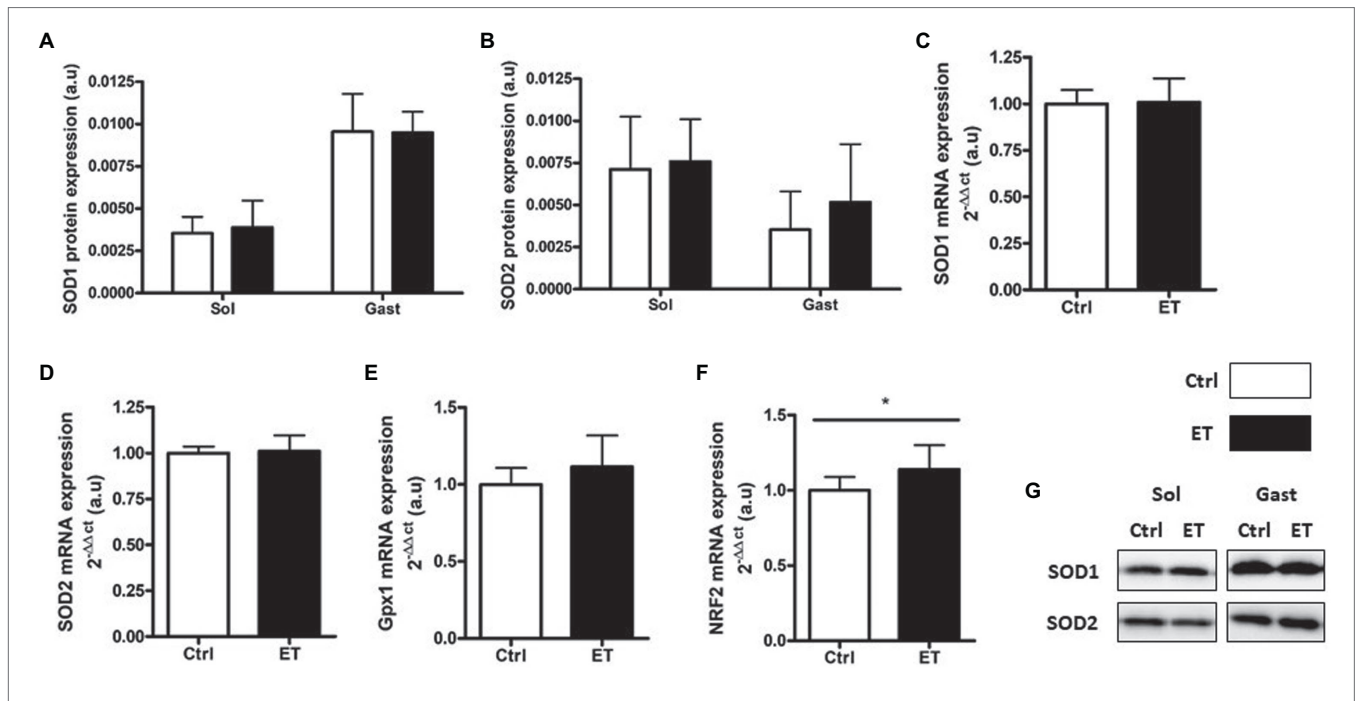 A
SOD1 protein expression (a.u)
0.0125
0.0100
0.0075
0.0050
0.0025
0.0000
Sol Gast
B
SOD2 protein expression (a.u)
0.0125
0.0100
0.0075
0.0050
0.0025
0.0000
Sol Gast
C
SOD1 mRNA expression
2-ΔΔct (a.u)
1.25
1.00
0.75
0.50
0.25
0.00
Ctrl ET
D
SOD2 mRNA expression
2-ΔΔct (a.u)
1.25
1.00
0.75
0.50
0.25
0.00
Ctrl ET
E
Gpx1 mRNA expression
2-ΔΔct (a.u)
1.5
1.0
0.5
0.0
Ctrl ET
F
NRF2 mRNA expression
2-ΔΔct (a.u)
1.5
1.0
0.5
0.0
*
Ctrl ET
Ctrl
ET
G
Sol Gast
Ctrl ET Ctrl ET
SOD1
SOD2